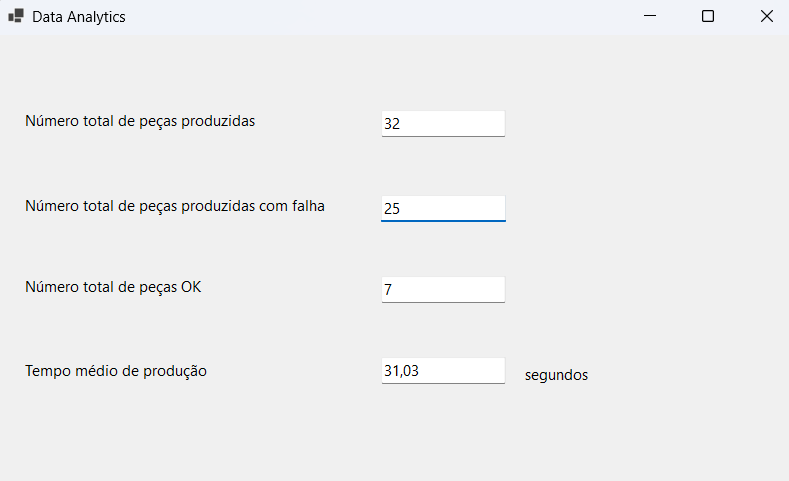 Data Analytics
Número total de peças produzidas 32
Número total de peças produzidas com falha 25
Número total de peças OK 7
Tempo médio de produção 31,03 segundos